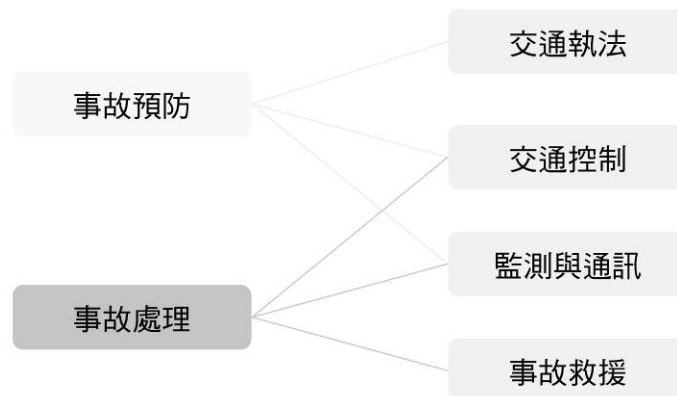 交通執法
事故預防
交通控制
監測與通訊
事故處理
事故救援